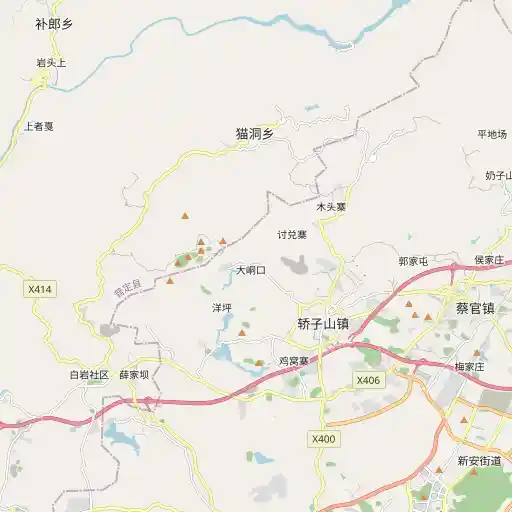 补郎乡
岩头上
上者戛
猫洞乡
平地场
奶子山
木头寨
讨兑寨
郭家屯
侯家庄
大峒口
X414
普定县
洋坪
蔡官镇
轿子山镇
鸡窝寨
梅家庄
白岩社区
薛家坝
X406
X400
新安街道